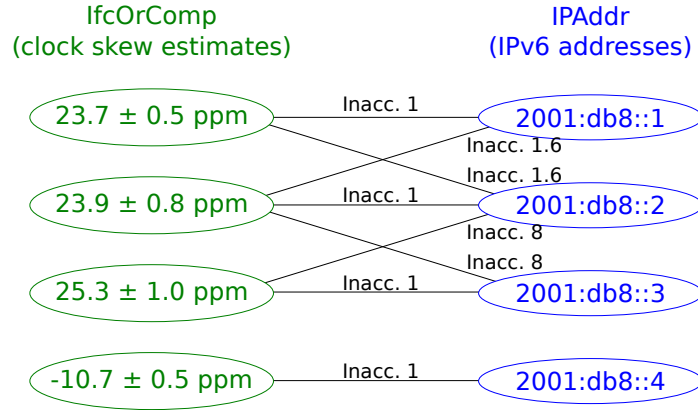 IfcOrComp
(clock skew estimates)
IPAddr
(IPv6 addresses)
23.7 ± 0.5 ppm
Inacc. 1
2001:db8::1
Inacc. 1.6
Inacc. 1.6
23.9 ± 0.8 ppm
Inacc. 1
2001:db8::2
Inacc. 8
Inacc. 8
25.3 ± 1.0 ppm
Inacc. 1
2001:db8::3
-10.7 ± 0.5 ppm
Inacc. 1
2001:db8::4